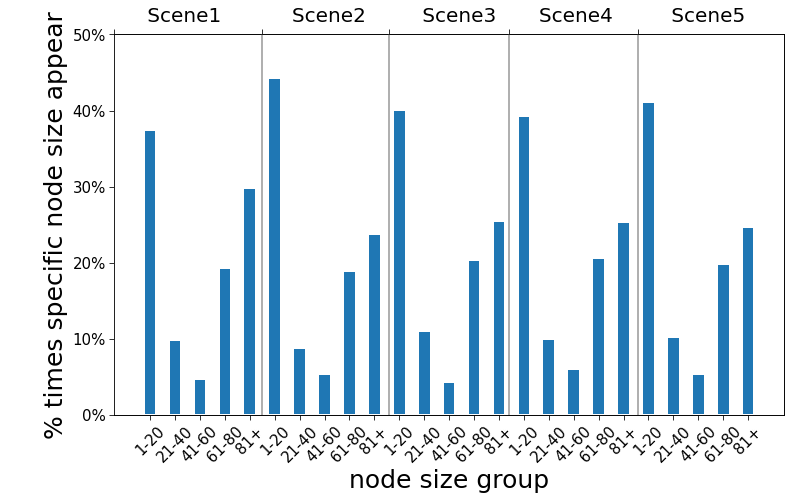 Scene1 Scene2 Scene3 Scene4 Scene5
% times specific node size appear
50%
40%
30%
20%
10%
0%
1-20 21-40 41-60 61-80 81+ 1-20 21-40 41-60 61-80 81+ 1-20 21-40 41-60 61-80 81+ 1-20 21-40 41-60 61-80 81+ 1-20 21-40 41-60 61-80 81+
node size group